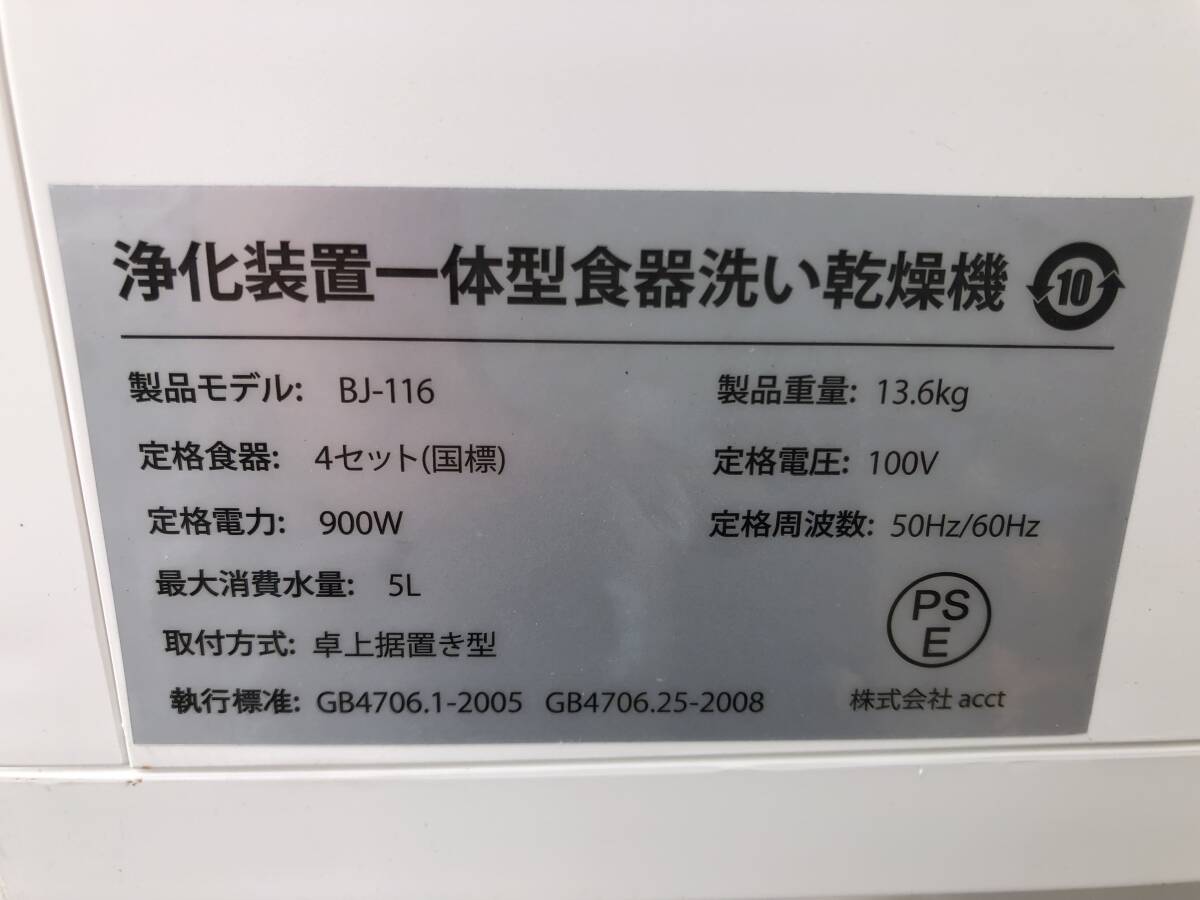 浄化装置一体型食器洗い乾燥機 10
製品モデル: BJ-116 製品重量: 13.6kg
定格食器: 4セット(国標) 定格電圧: 100V
定格電力: 900W 定格周波数: 50Hz/60Hz
最大消費水量: 5L
PS
E
取付方式: 卓上据置き型
執行標准: GB4706.1-2005 GB4706.25-2008 株式会社 acct